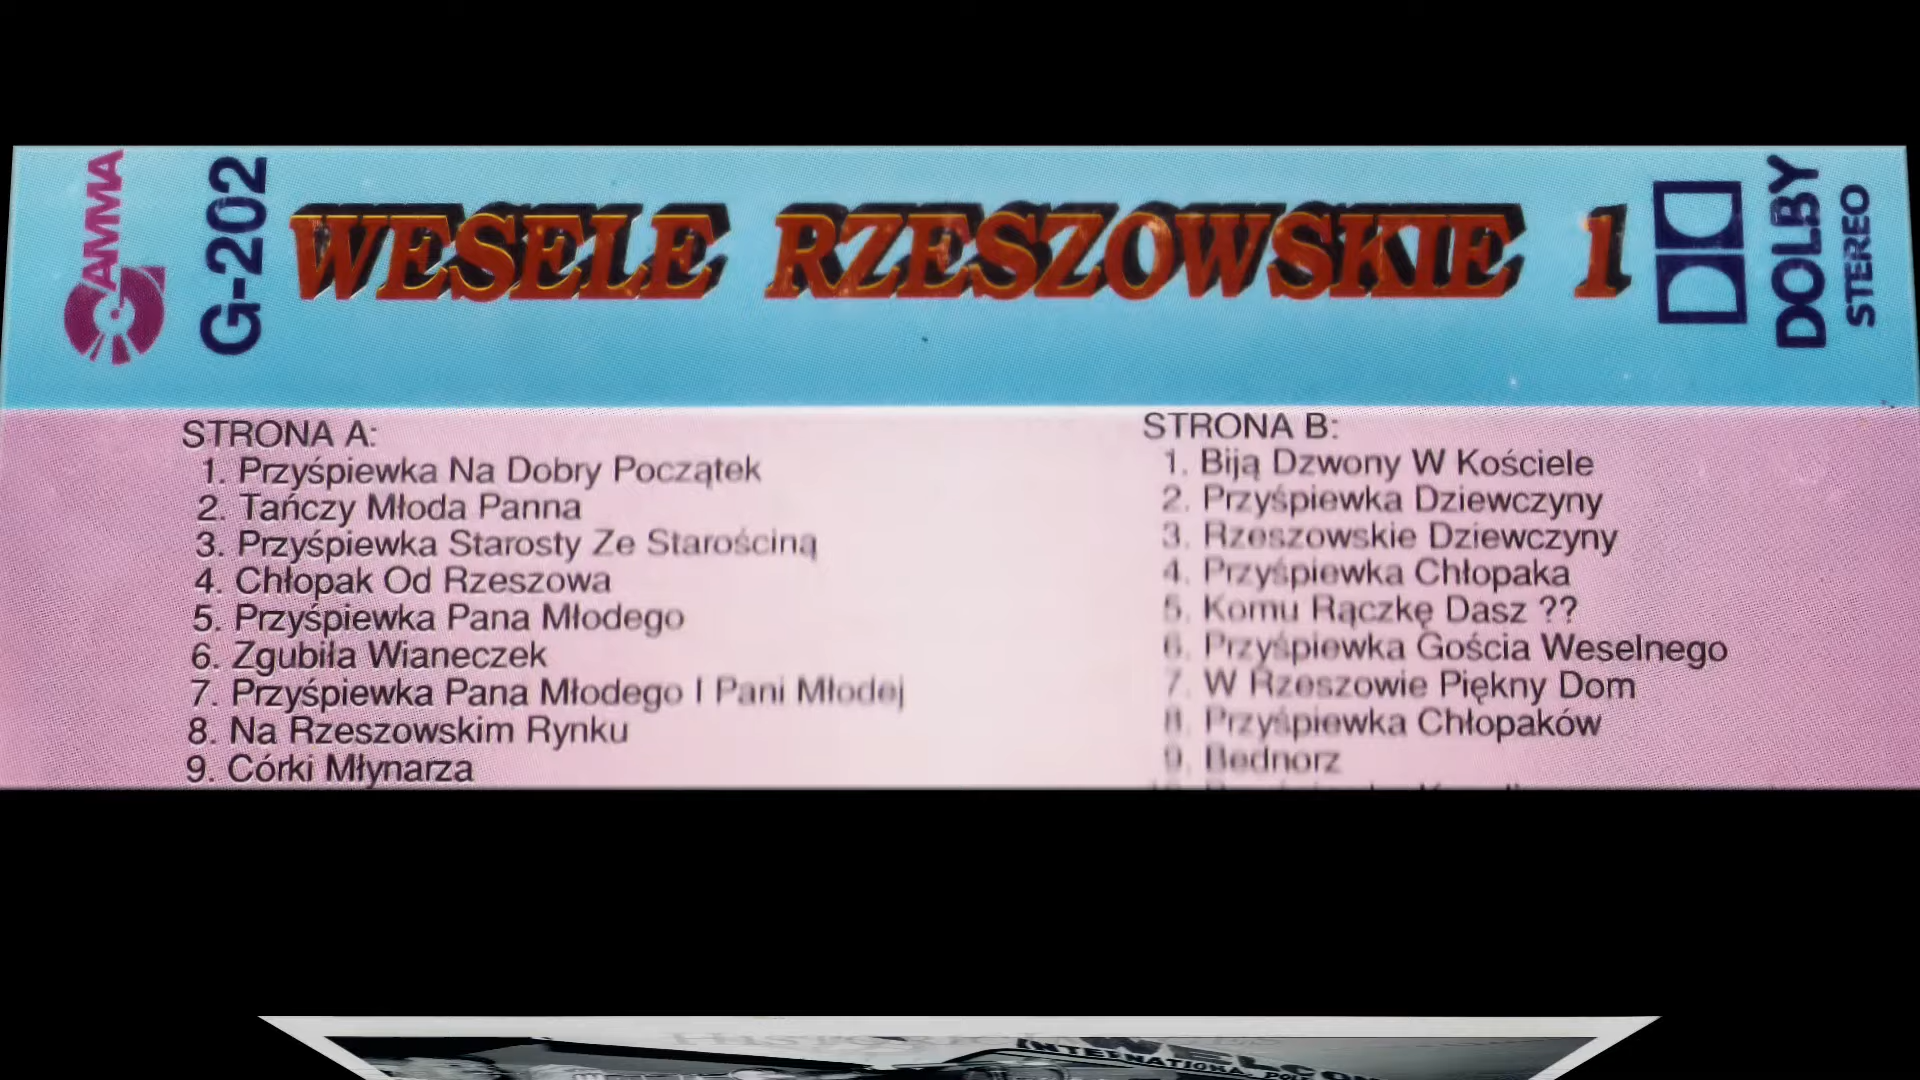 GAMMA
G-202
WESELE RZESZOWSKIE 1
DOLBY
STEREO
STRONA A:
1. Przyśpiewka Na Dobry Początek
2. Tańczy Młoda Panna
3. Przyśpiewka Starosty Ze Starościną
4. Chłopak Od Rzeszowa
5. Przyśpiewka Pana Młodego
6. Zgubiła Wianeczek
7. Przyśpiewka Pana Młodego I Pani Młodej
8. Na Rzeszowskim Rynku
9. Córki Młynarza
STRONA B:
1. Biją Dzwony W Kościele
2. Przyśpiewka Dziewczyny
3. Rzeszowskie Dziewczyny
4. Przyśpiewka Chłopaka
5. Komu Rączkę Dasz ??
6. Przyśpiewka Gościa Weselnego
7. W Rzeszowie Piękny Dom
8. Przyśpiewka Chłopaków
9. Bednorz
INTERNATIONAL